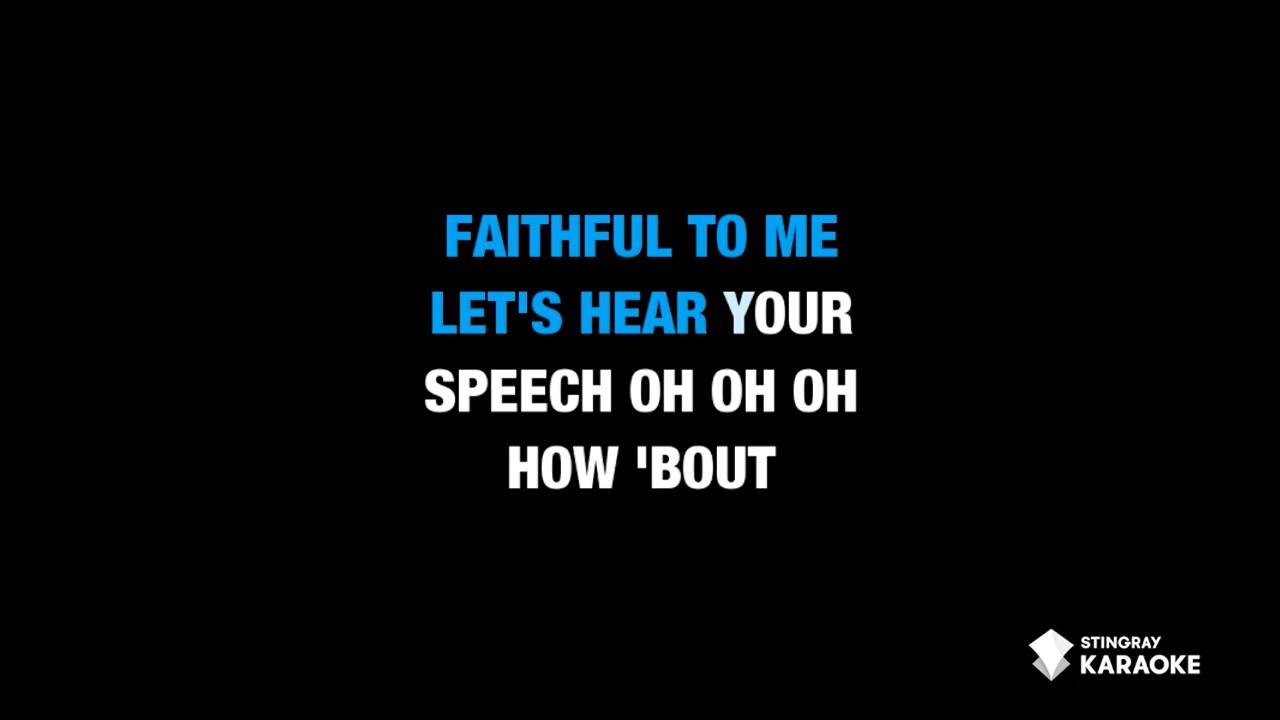 FAITHFUL TO ME
LET'S HEAR YOUR
SPEECH OH OH OH
HOW 'BOUT
STINGRAY
KARAOKE